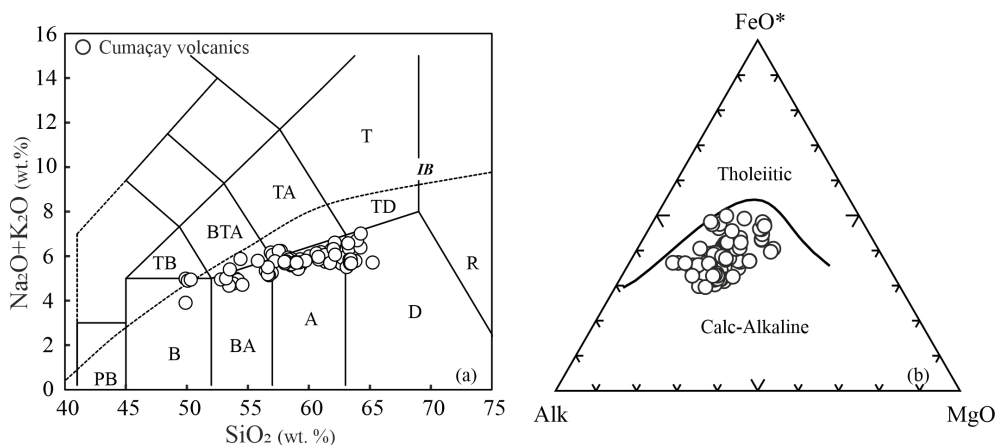 16
14
12
10
8
6
4
2
0
Na₂O+K₂O (wt.%)
Cumaçay volcanics
T
IB
TA
TD
BTA
TB
R
D
A
B
BA
PB
(a)
40 45 50 55 60 65 70 75
SiO₂ (wt. %)
FeO*
Tholeiitic
Calc-Alkaline
(b)
Alk
MgO